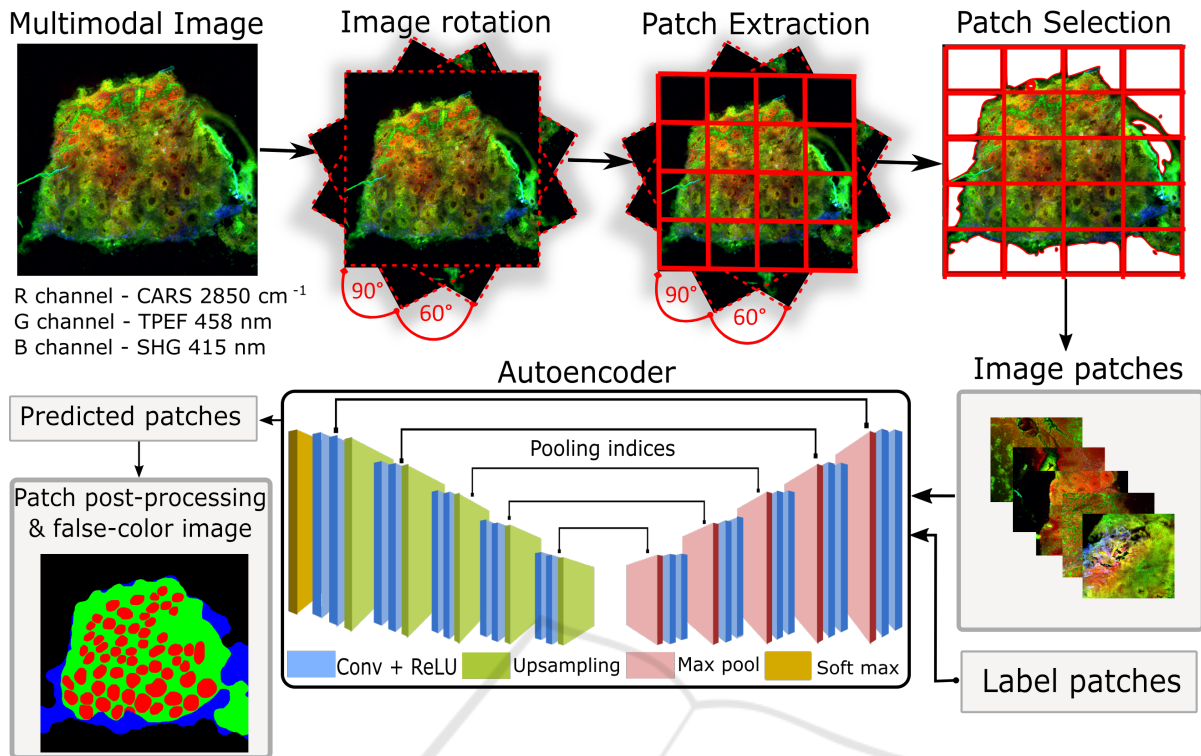 Multimodal Image
Image rotation
Patch Extraction
Patch Selection
90°
60°
90°
60°
R channel - CARS 2850 cm⁻¹
G channel - TPEF 458 nm
B channel - SHG 415 nm
Image patches
Autoencoder
Predicted patches
Pooling indices
Patch post-processing
& false-color image
Conv + ReLU
Upsampling
Max pool
Soft max
Label patches